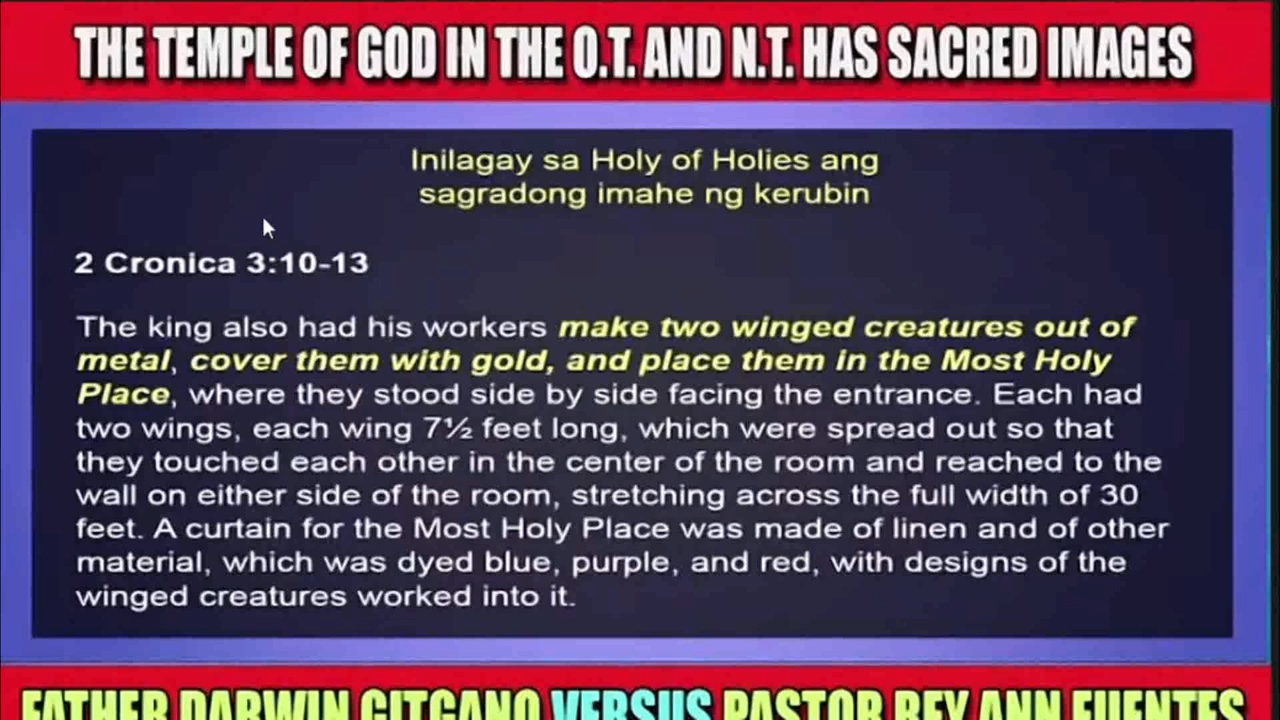 THE TEMPLE OF GOD IN THE O.T. AND N.T. HAS SACRED IMAGES
Inilagay sa Holy of Holies ang
sagradong imahe ng kerubin
2 Cronica 3:10-13
The king also had his workers make two winged creatures out of
metal, cover them with gold, and place them in the Most Holy
Place, where they stood side by side facing the entrance. Each had
two wings, each wing 7½ feet long, which were spread out so that
they touched each other in the center of the room and reached to the
wall on either side of the room, stretching across the full width of 30
feet. A curtain for the Most Holy Place was made of linen and of other
material, which was dyed blue, purple, and red, with designs of the
winged creatures worked into it.
FATHER DARWIN GITGANO VERSUS PASTOR REY ANN FUENTES